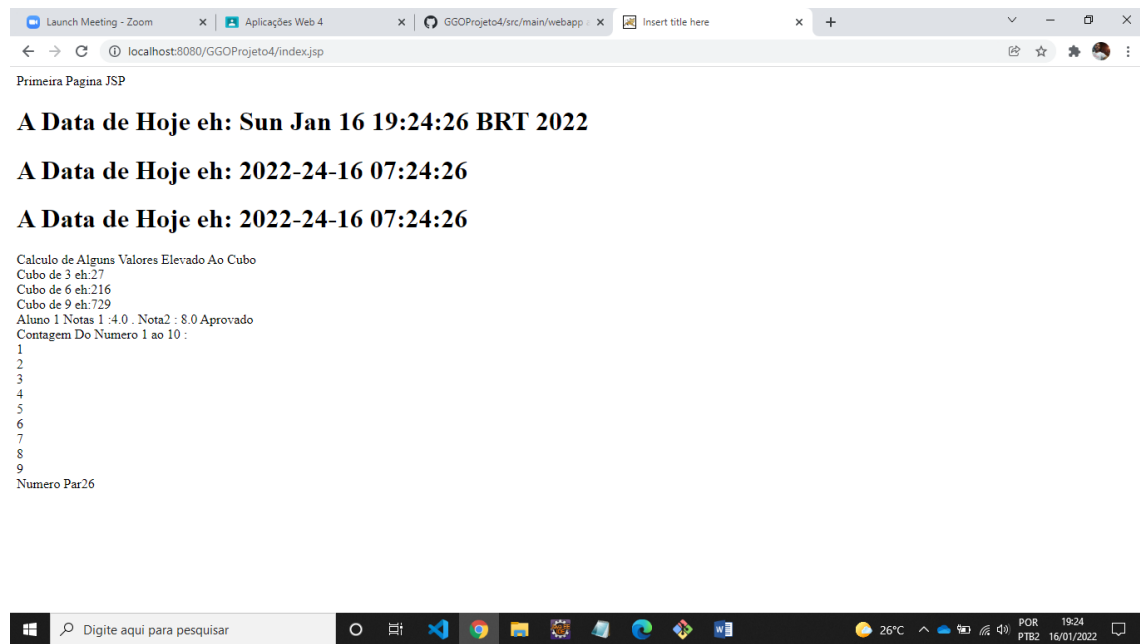 Launch Meeting - Zoom
Aplicações Web 4
GGOProjeto4/src/main/webapp
Insert title here
localhost:8080/GGOProjeto4/index.jsp
Primeira Pagina JSP
A Data de Hoje eh: Sun Jan 16 19:24:26 BRT 2022
A Data de Hoje eh: 2022-24-16 07:24:26
A Data de Hoje eh: 2022-24-16 07:24:26
Calculo de Alguns Valores Elevado Ao Cubo
Cubo de 3 eh:27
Cubo de 6 eh:216
Cubo de 9 eh:729
Aluno 1 Notas 1 :4.0 . Nota2 : 8.0 Aprovado
Contagem Do Numero 1 ao 10 :
1
2
3
4
5
6
7
8
9
Numero Par26
Digite aqui para pesquisar
26°C
POR
PTB2
19:24
16/01/2022